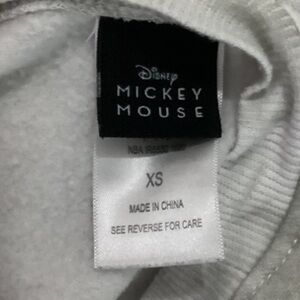 Disney
MICKEY
MOUSE
XS
MADE IN CHINA
SEE REVERSE FOR CARE